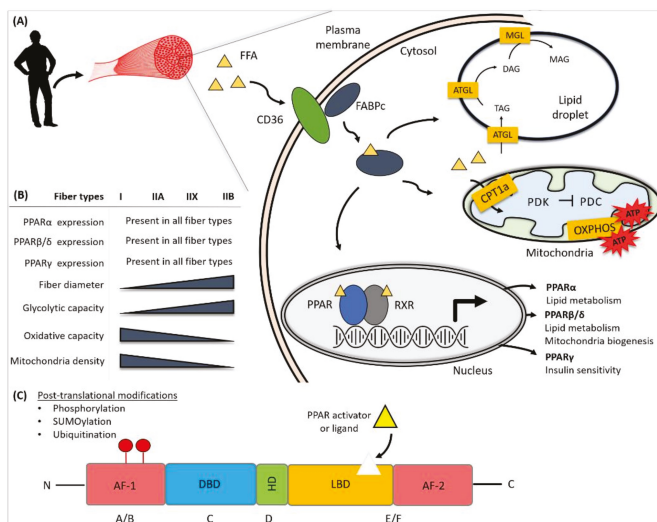 (A)
Plasma
membrane
Cytosol
FFA
CD36
FABPc
MGL
DAG
MAG
ATGL
TAG
ATGL
Lipid
droplet
CPT1a
PDK
PDC
OXPHOS
ATP
ATP
Mitochondria
(B)
Fiber types I IIA IIX IIB
PPARα expression Present in all fiber types
PPARβ/δ expression Present in all fiber types
PPARγ expression Present in all fiber types
Fiber diameter
Glycolytic capacity
Oxidative capacity
Mitochondria density
PPAR
RXR
Nucleus
PPARα
Lipid metabolism
PPARβ/δ
Lipid metabolism
Mitochondria biogenesis
PPARγ
Insulin sensitivity
(C)
Post-translational modifications
• Phosphorylation
• SUMOylation
• Ubiquitination
PPAR activator
or ligand
N AF-1 DBD HD LBD AF-2 C
A/B C D E/F